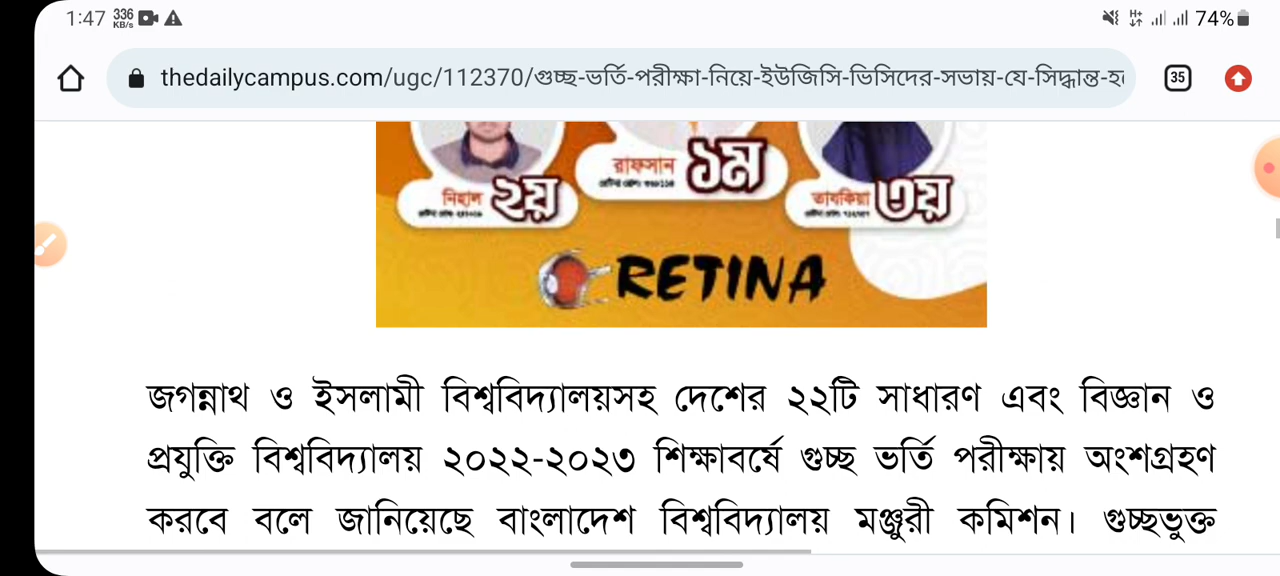 1:47 336 KB/s H+ 74%
thedailycampus.com/ugc/112370/গুচ্ছ-ভর্তি-পরীক্ষা-নিয়ে-ইউজিসি-ভিসিদের-সভায়-যে-সিদ্ধান্ত-হ 35
রাফসান ১ম
নিহাল ২য়
তাযকিয়া ৩য়
RETINA
জগন্নাথ ও ইসলামী বিশ্ববিদ্যালয়সহ দেশের ২২টি সাধারণ এবং বিজ্ঞান ও
প্রযুক্তি বিশ্ববিদ্যালয় ২০২২-২০২৩ শিক্ষাবর্ষে গুচ্ছ ভর্তি পরীক্ষায় অংশগ্রহণ
করবে বলে জানিয়েছে বাংলাদেশ বিশ্ববিদ্যালয় মঞ্জুরী কমিশন। গুচ্ছভুক্ত